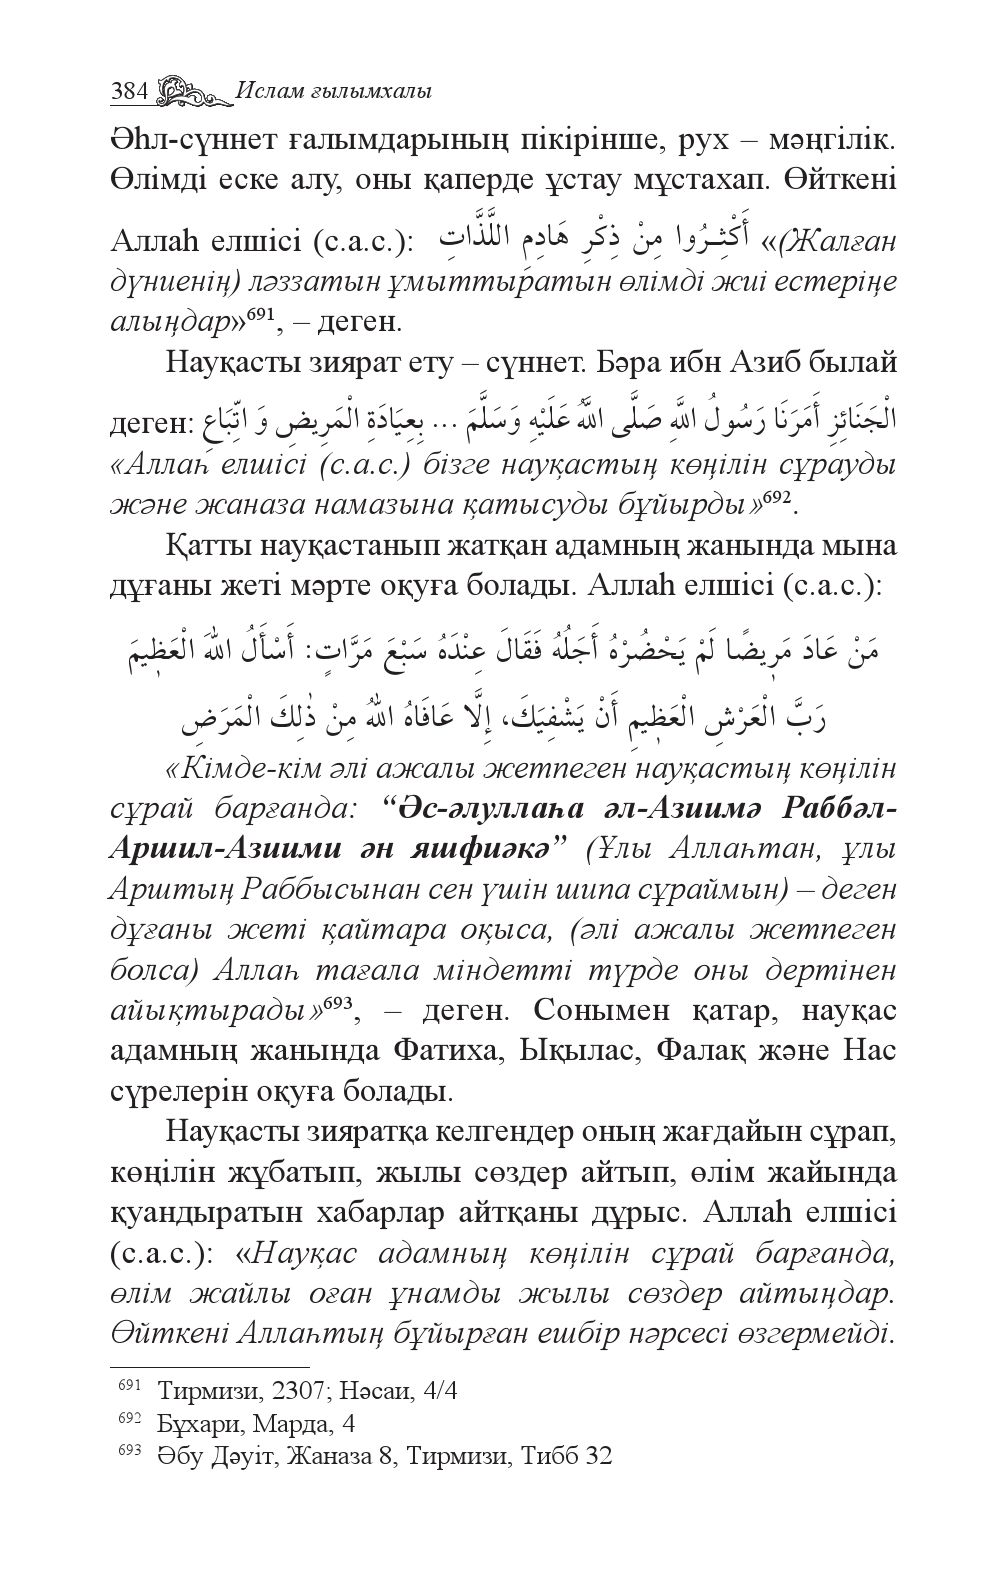 384 Ислам ғылымхалы
Әһл-сүннет ғалымдарының пікірінше, рух – мәңгілік.
Өлімді еске алу, оны қаперде ұстау мұстахап. Өйткені
Аллаһ елшісі (с.а.с.): أَكْثِـرُوا مِنْ ذِكْرِ هَادِمِ اللَّذَّاتِ «(Жалған
дүниенің) ләззатын ұмыттыратын өлімді жиі естеріңе
алыңдар»⁶⁹¹, – деген.
Науқасты зиярат ету – сүннет. Бәра ибн Азиб былай
деген: الْجَنَائِزِ أَمَرَنَا رَسُولُ اللَّهِ صَلَّى اللهُ عَلَيْهِ وَسَلَّمَ ... بِعِيَادَةِ الْمَرِيضِ وَ اتِّبَاعِ
«Аллаһ елшісі (с.а.с.) бізге науқастың көңілін сұрауды
және жаназа намазына қатысуды бұйырды»⁶⁹².
Қатты науқастанып жатқан адамның жанында мына
дұғаны жеті мәрте оқуға болады. Аллаһ елшісі (с.а.с.):
مَنْ عَادَ مَرِيضًا لَمْ يَحْضُرْهُ أَجَلُهُ فَقَالَ عِنْدَهُ سَبْعَ مَرَّاتٍ: أَسْأَلُ اللهَ الْعَظِيمَ
رَبَّ الْعَرْشِ الْعَظِيمِ أَنْ يَشْفِيَكَ، إِلَّا عَافَاهُ اللهُ مِنْ ذٰلِكَ الْمَرَضِ
«Кімде-кім әлі ажалы жетпеген науқастың көңілін
сұрай барғанда: “Әс-әлуллаһа әл-Азиимә Раббәл-
Аршил-Азиими ән яшфиәкә” (Ұлы Аллаһтан, ұлы
Арштың Раббысынан сен үшін шипа сұраймын) – деген
дұғаны жеті қайтара оқыса, (әлі ажалы жетпеген
болса) Аллаһ тағала міндетті түрде оны дертінен
айықтырады»⁶⁹³, – деген. Сонымен қатар, науқас
адамның жанында Фатиха, Ықылас, Фалақ және Нас
сүрелерін оқуға болады.
Науқасты зияратқа келгендер оның жағдайын сұрап,
көңілін жұбатып, жылы сөздер айтып, өлім жайында
қуандыратын хабарлар айтқаны дұрыс. Аллаһ елшісі
(с.а.с.): «Науқас адамның көңілін сұрай барғанда,
өлім жайлы оған ұнамды жылы сөздер айтыңдар.
Өйткені Аллаһтың бұйырған ешбір нәрсесі өзгермейді.
⁶⁹¹ Тирмизи, 2307; Нәсаи, 4/4
⁶⁹² Бұхари, Марда, 4
⁶⁹³ Әбу Дәуіт, Жаназа 8, Тирмизи, Тибб 32